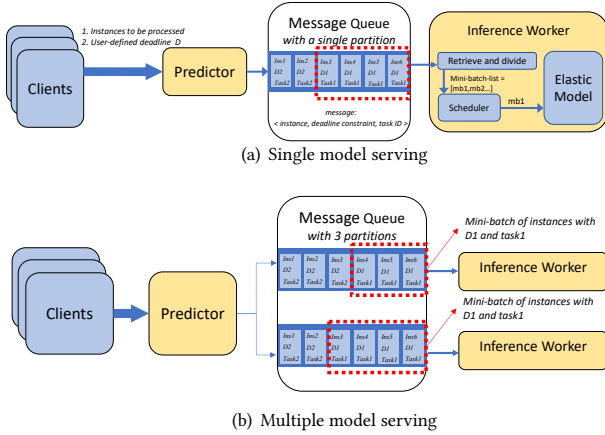 1. Instances to be processed
2. User-defined deadline D
Clients
Predictor
Message Queue
with a single partition
Ins1 Ins2 Ins3 Ins4 Ins5 Ins6
D2 D2 D1 D1 D1 D1
Task2 Task2 Task1 Task1 Task1 Task1
message:
< instance, deadline constraint, task ID >
Inference Worker
Retrieve and divide
Mini-batch-list =
[mb1,mb2...]
Scheduler
mb1
Elastic
Model
(a) Single model serving
Clients
Predictor
Message Queue
with 3 partitions
Ins1 Ins2 Ins3 Ins4 Ins5 Ins6
D2 D2 D2 D1 D1 D1
Task2 Task2 Task2 Task1 Task1 Task1
Mini-batch of instances with
D1 and task1
Inference Worker
Ins1 Ins2 Ins3 Ins4 Ins5 Ins6
D2 D2 D1 D1 D1 D1
Task2 Task2 Task1 Task1 Task1 Task1
Mini-batch of instances with
D1 and task1
Inference Worker
(b) Multiple model serving